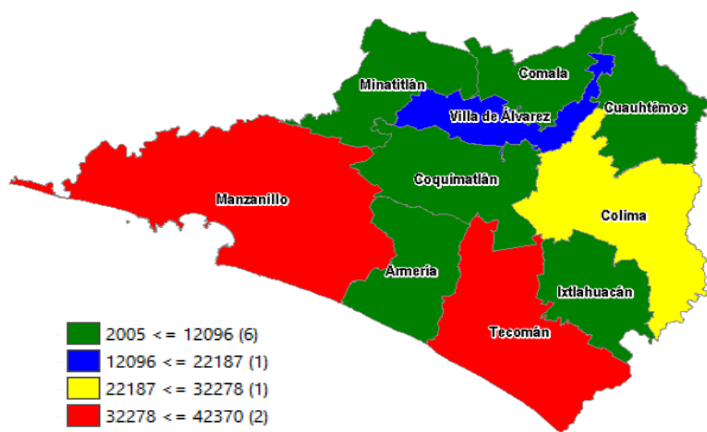 Comala
Minatitlán
Cuauhtémoc
Villa de Álvarez
Coquimatlán
Manzanillo
Colima
Armería
Ixtlahuacán
Tecomán
2005 <= 12096 (6)
12096 <= 22187 (1)
22187 <= 32278 (1)
32278 <= 42370 (2)